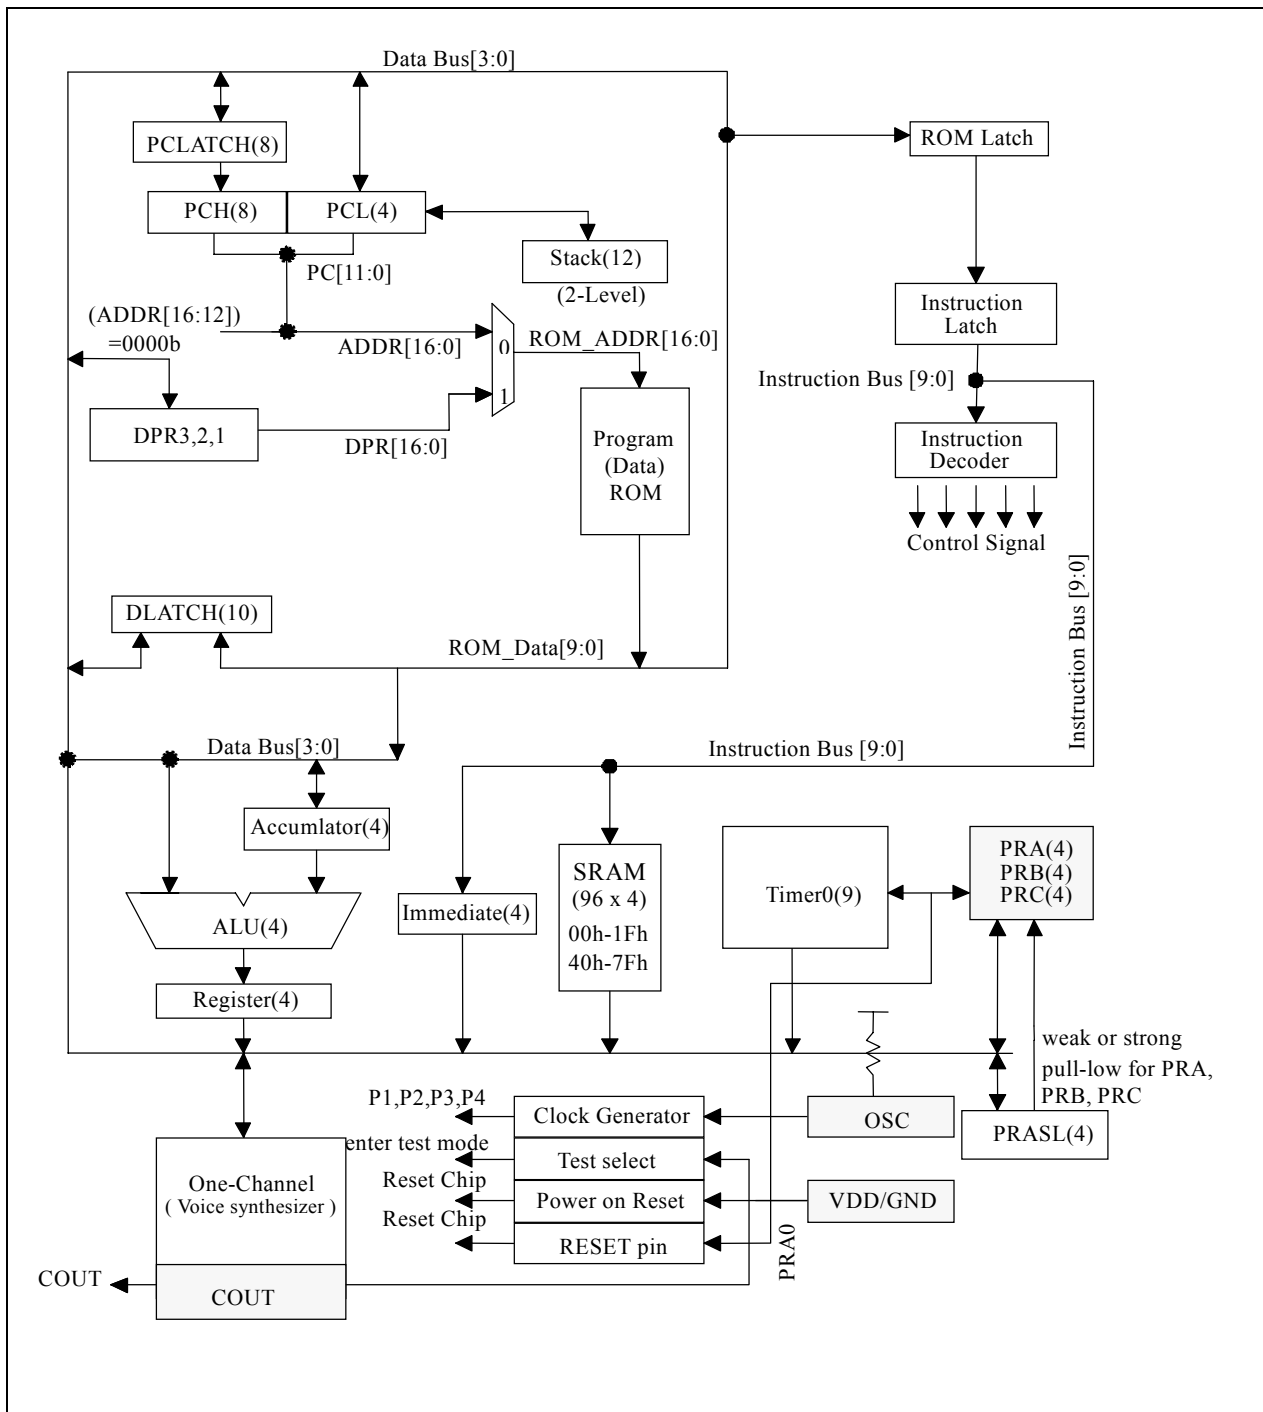 Data Bus[3:0]
PCLATCH(8)
ROM Latch
PCH(8)
PCL(4)
Stack(12)
(2-Level)
PC[11:0]
(ADDR[16:12])
=0000b
ADDR[16:0]
0
1
ROM_ADDR[16:0]
Instruction
Latch
Instruction Bus [9:0]
DPR3,2,1
DPR[16:0]
Program
(Data)
ROM
Instruction
Decoder
Control Signal
Instruction Bus [9:0]
DLATCH(10)
ROM_Data[9:0]
Data Bus[3:0]
Instruction Bus [9:0]
Accumlator(4)
ALU(4)
Register(4)
Immediate(4)
SRAM
(96 x 4)
00h-1Fh
40h-7Fh
Timer0(9)
PRA(4)
PRB(4)
PRC(4)
weak or strong
pull-low for PRA,
PRB, PRC
PRASL(4)
P1,P2,P3,P4
Clock Generator
OSC
enter test mode
Test select
Reset Chip
Power on Reset
VDD/GND
Reset Chip
RESET pin
PRA0
One-Channel
( Voice synthesizer )
COUT
COUT